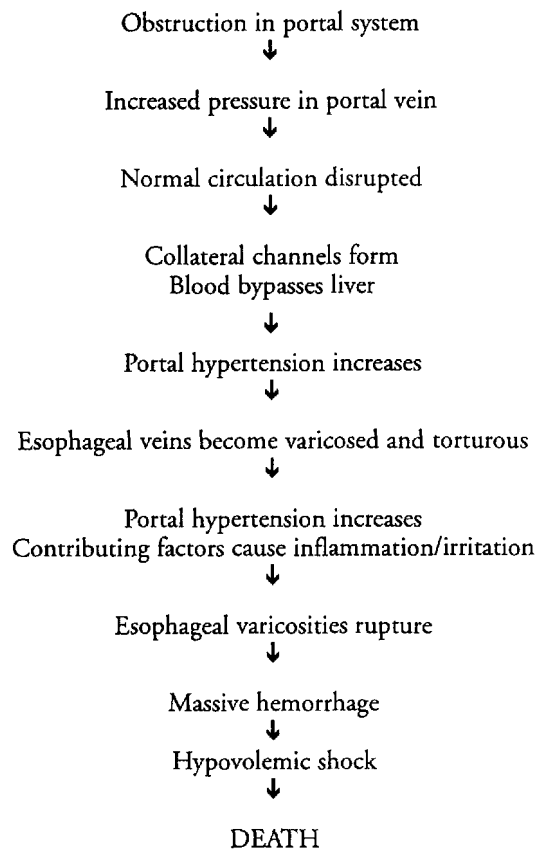 Obstruction in portal system
Increased pressure in portal vein
Normal circulation disrupted
Collateral channels form
Blood bypasses liver
Portal hypertension increases
Esophageal veins become varicosed and torturous
Portal hypertension increases
Contributing factors cause inflammation/irritation
Esophageal varicosities rupture
Massive hemorrhage
Hypovolemic shock
DEATH